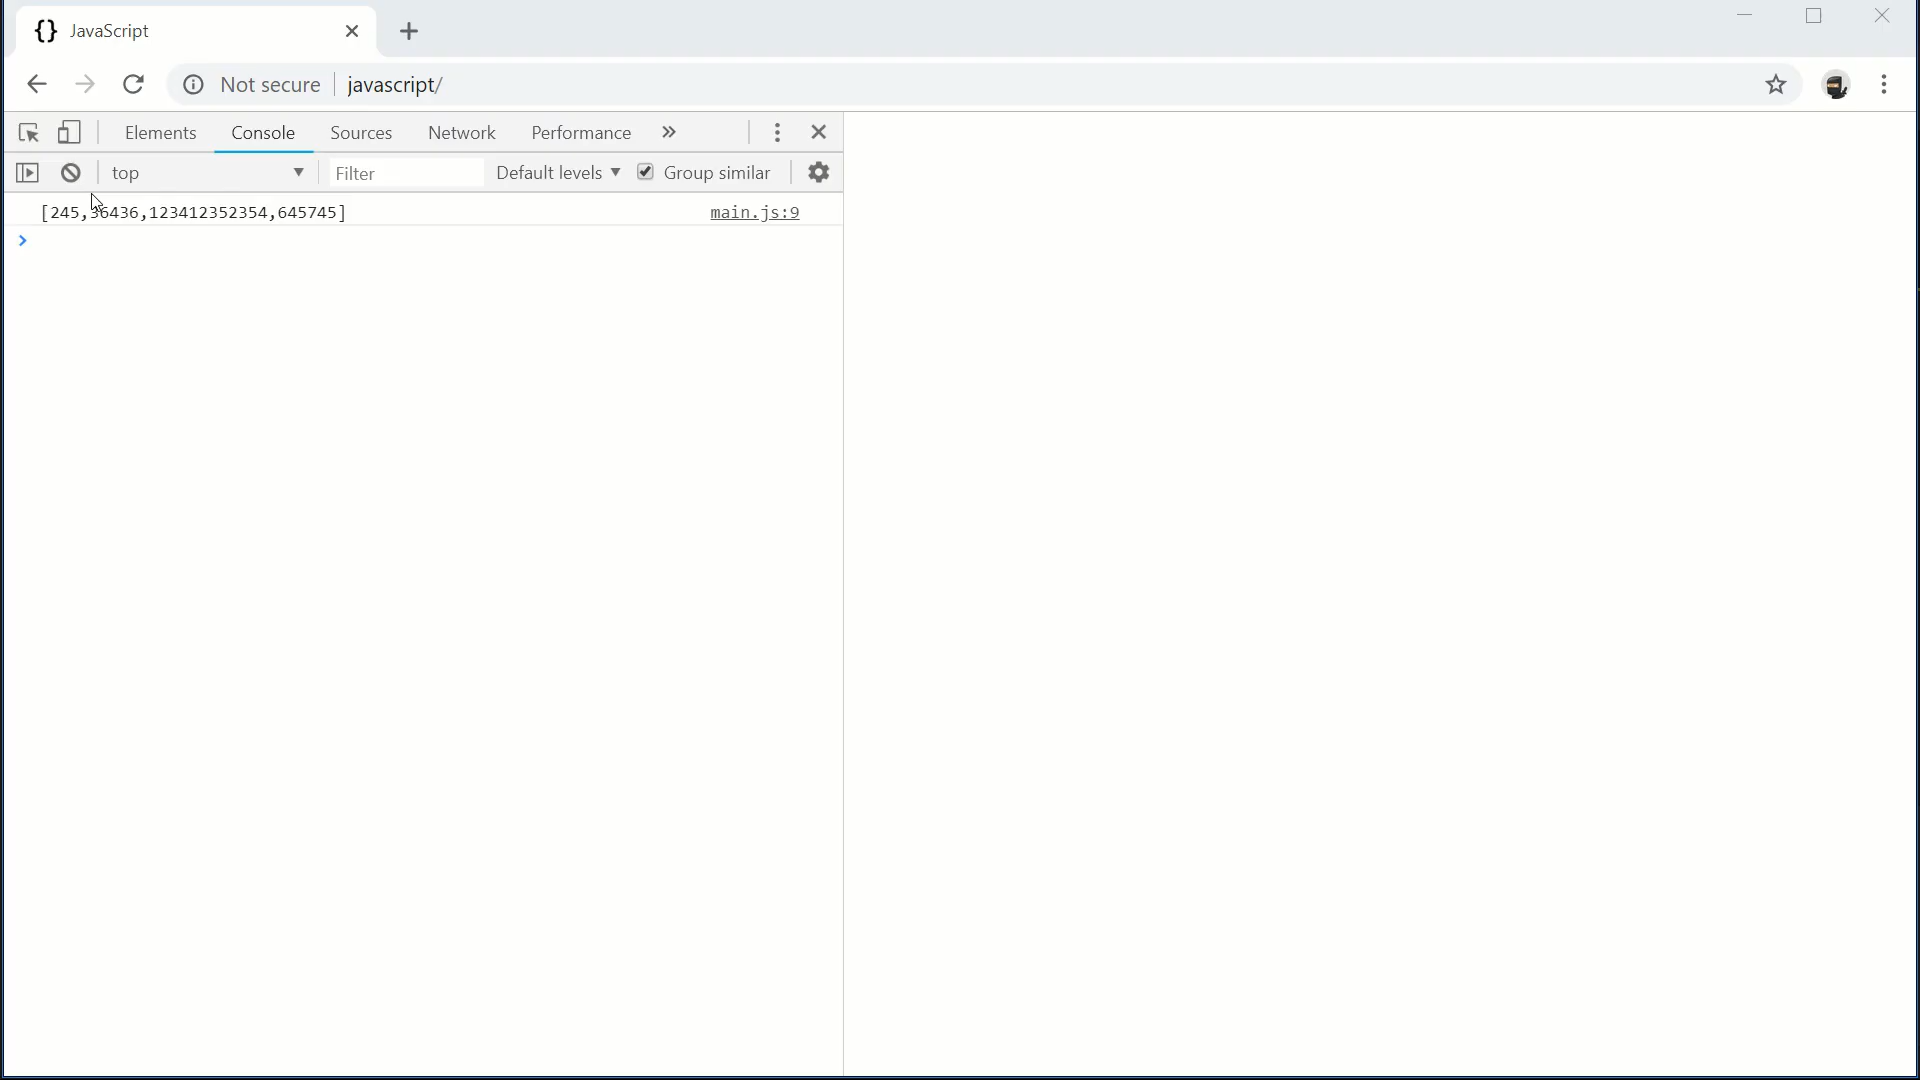 JavaScript
Not secure
javascript/
Elements
Console
Sources
Network
Performance
top
Filter
Default levels
Group similar
[245,36436,123412352354,645745]
main.js:9